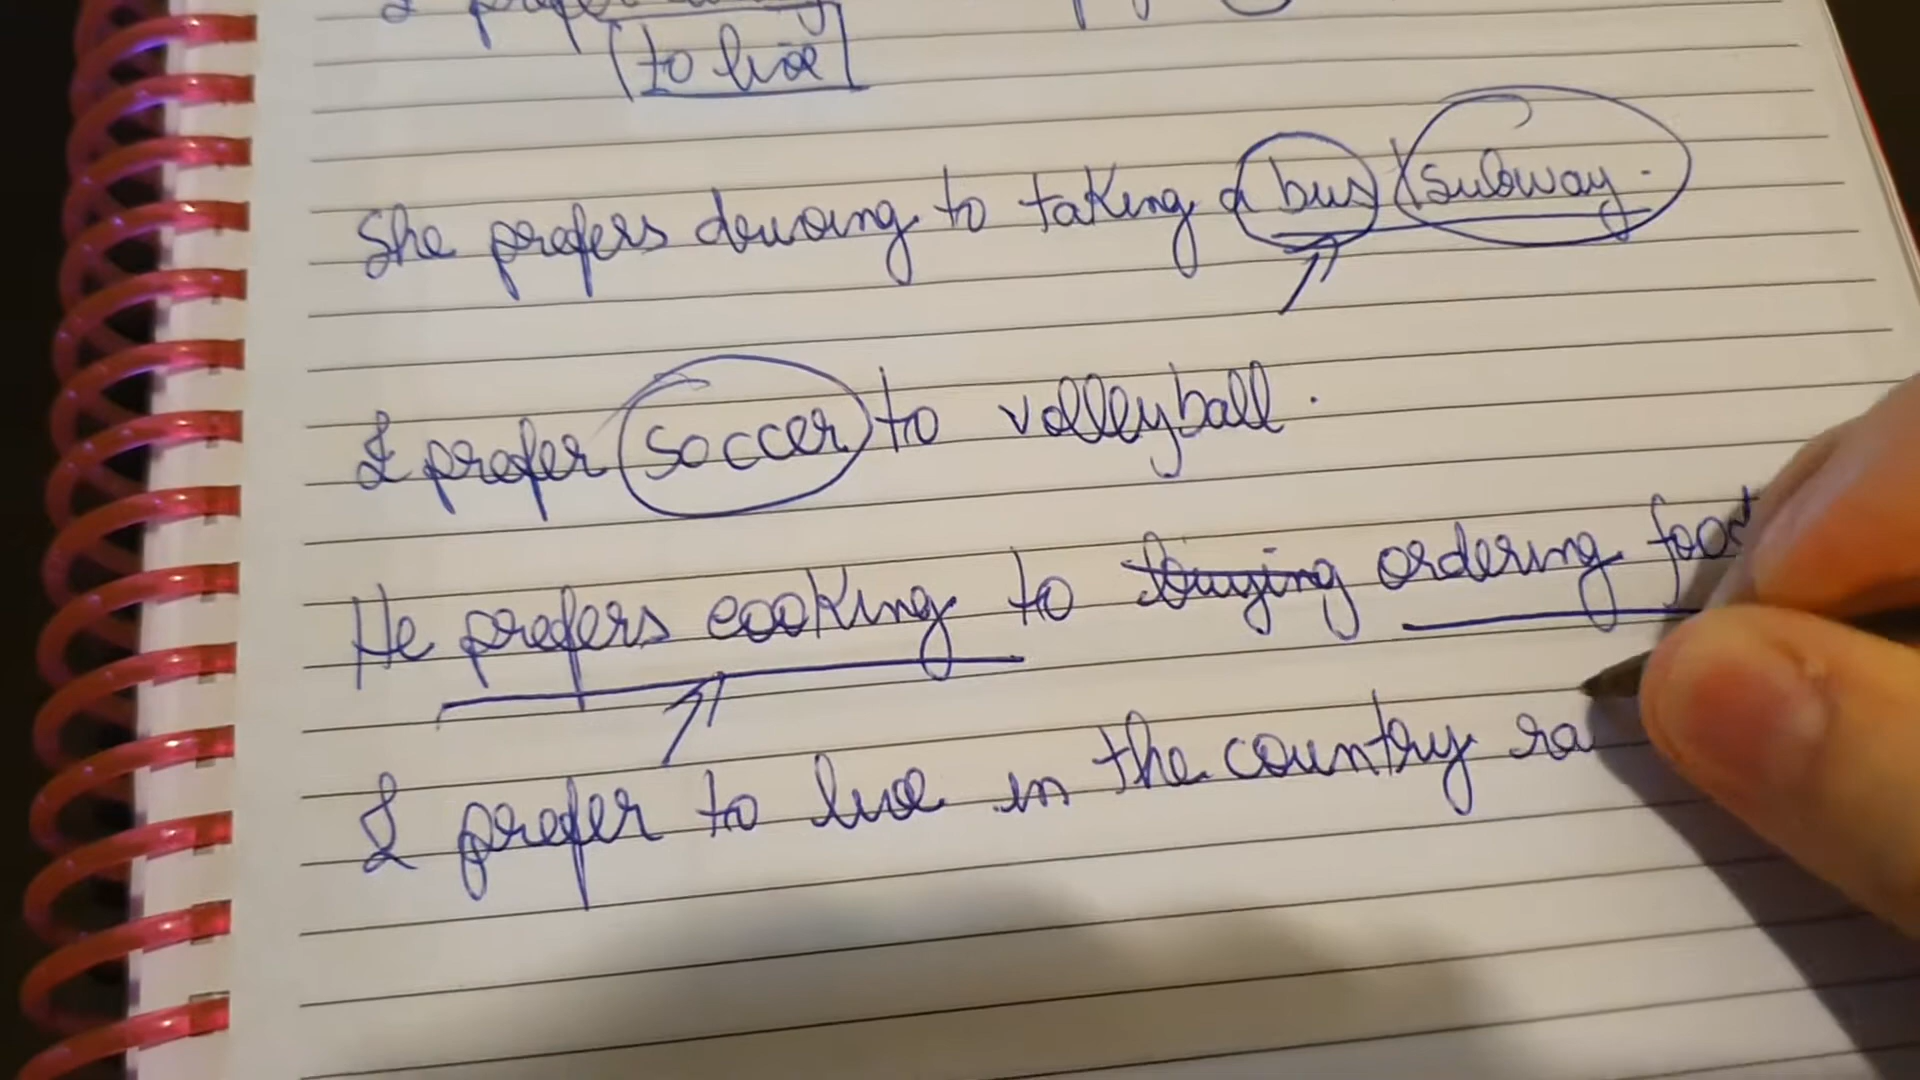 I prefer
to live
She prefers driving to taking a bus subway.
I prefer soccer to volleyball.
He prefers cooking to buying ordering food
I prefer to live in the country ra